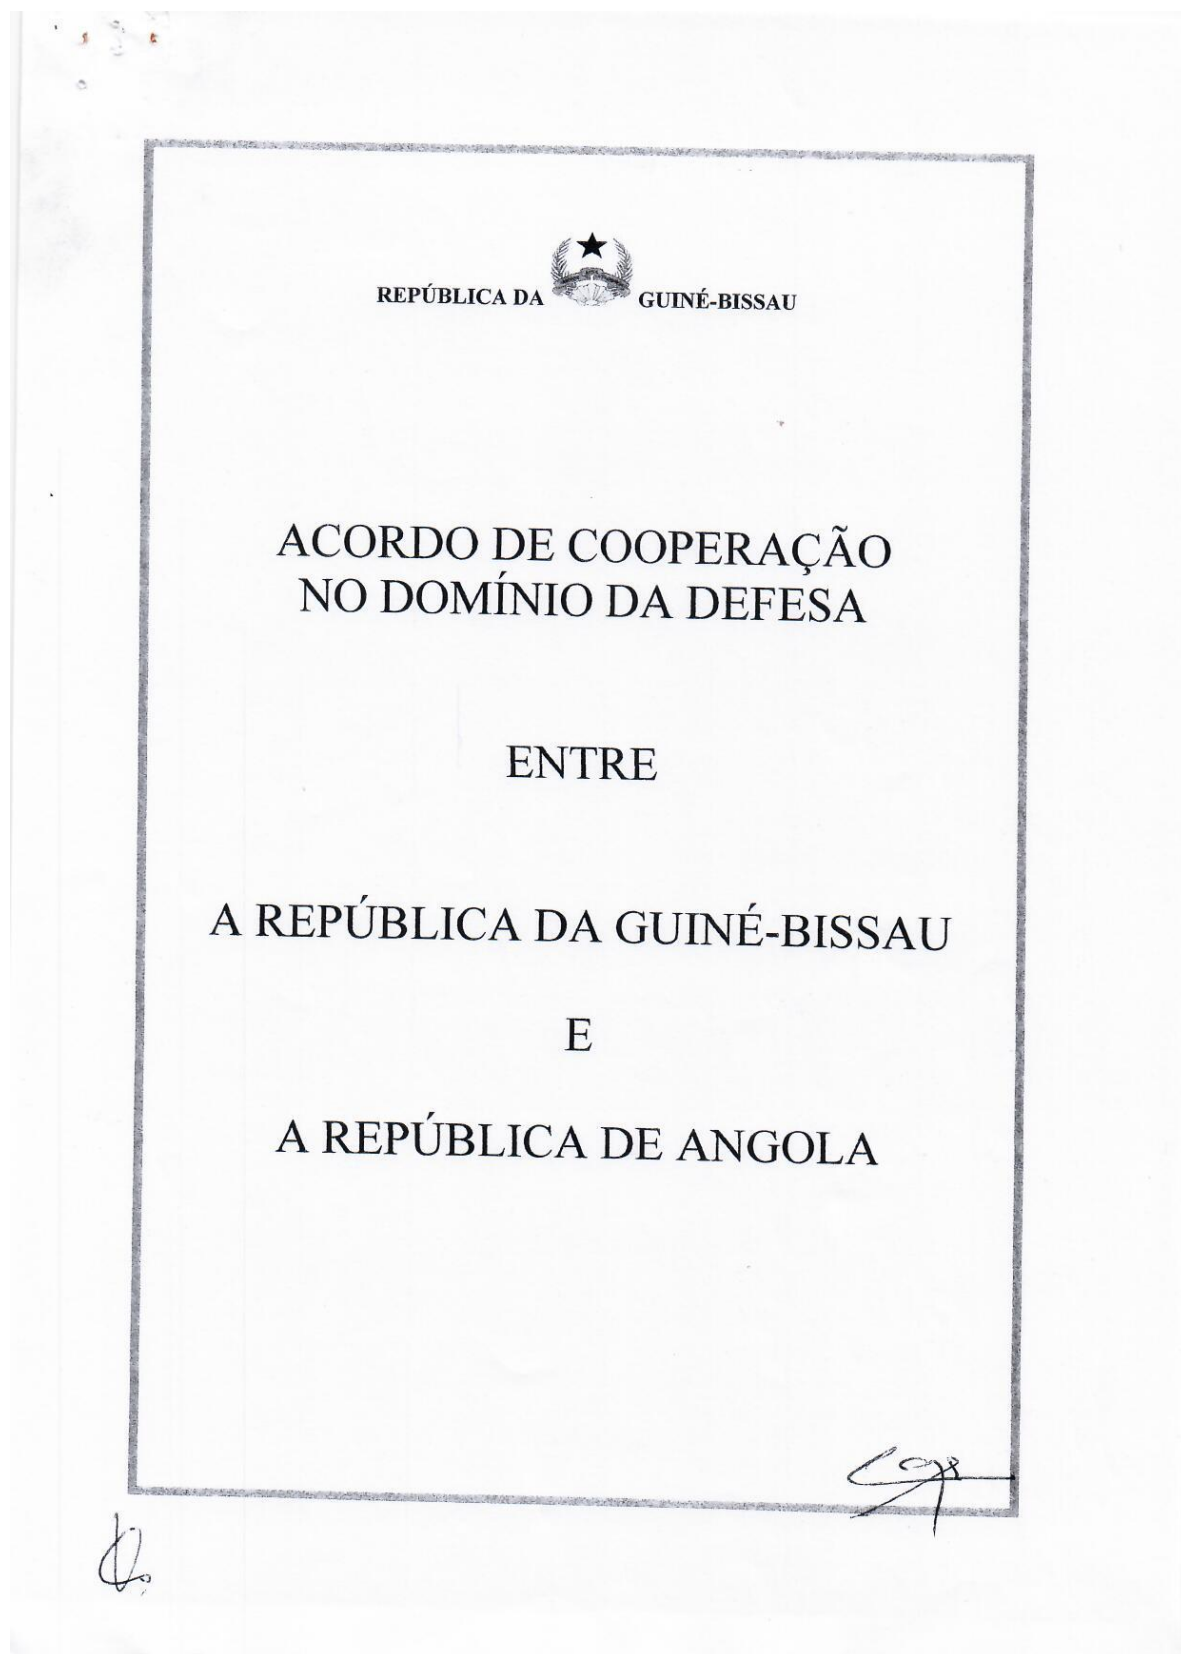 REPÚBLICA DA GUINÉ-BISSAU
ACORDO DE COOPERAÇÃO
NO DOMÍNIO DA DEFESA
ENTRE
A REPÚBLICA DA GUINÉ-BISSAU
E
A REPÚBLICA DE ANGOLA